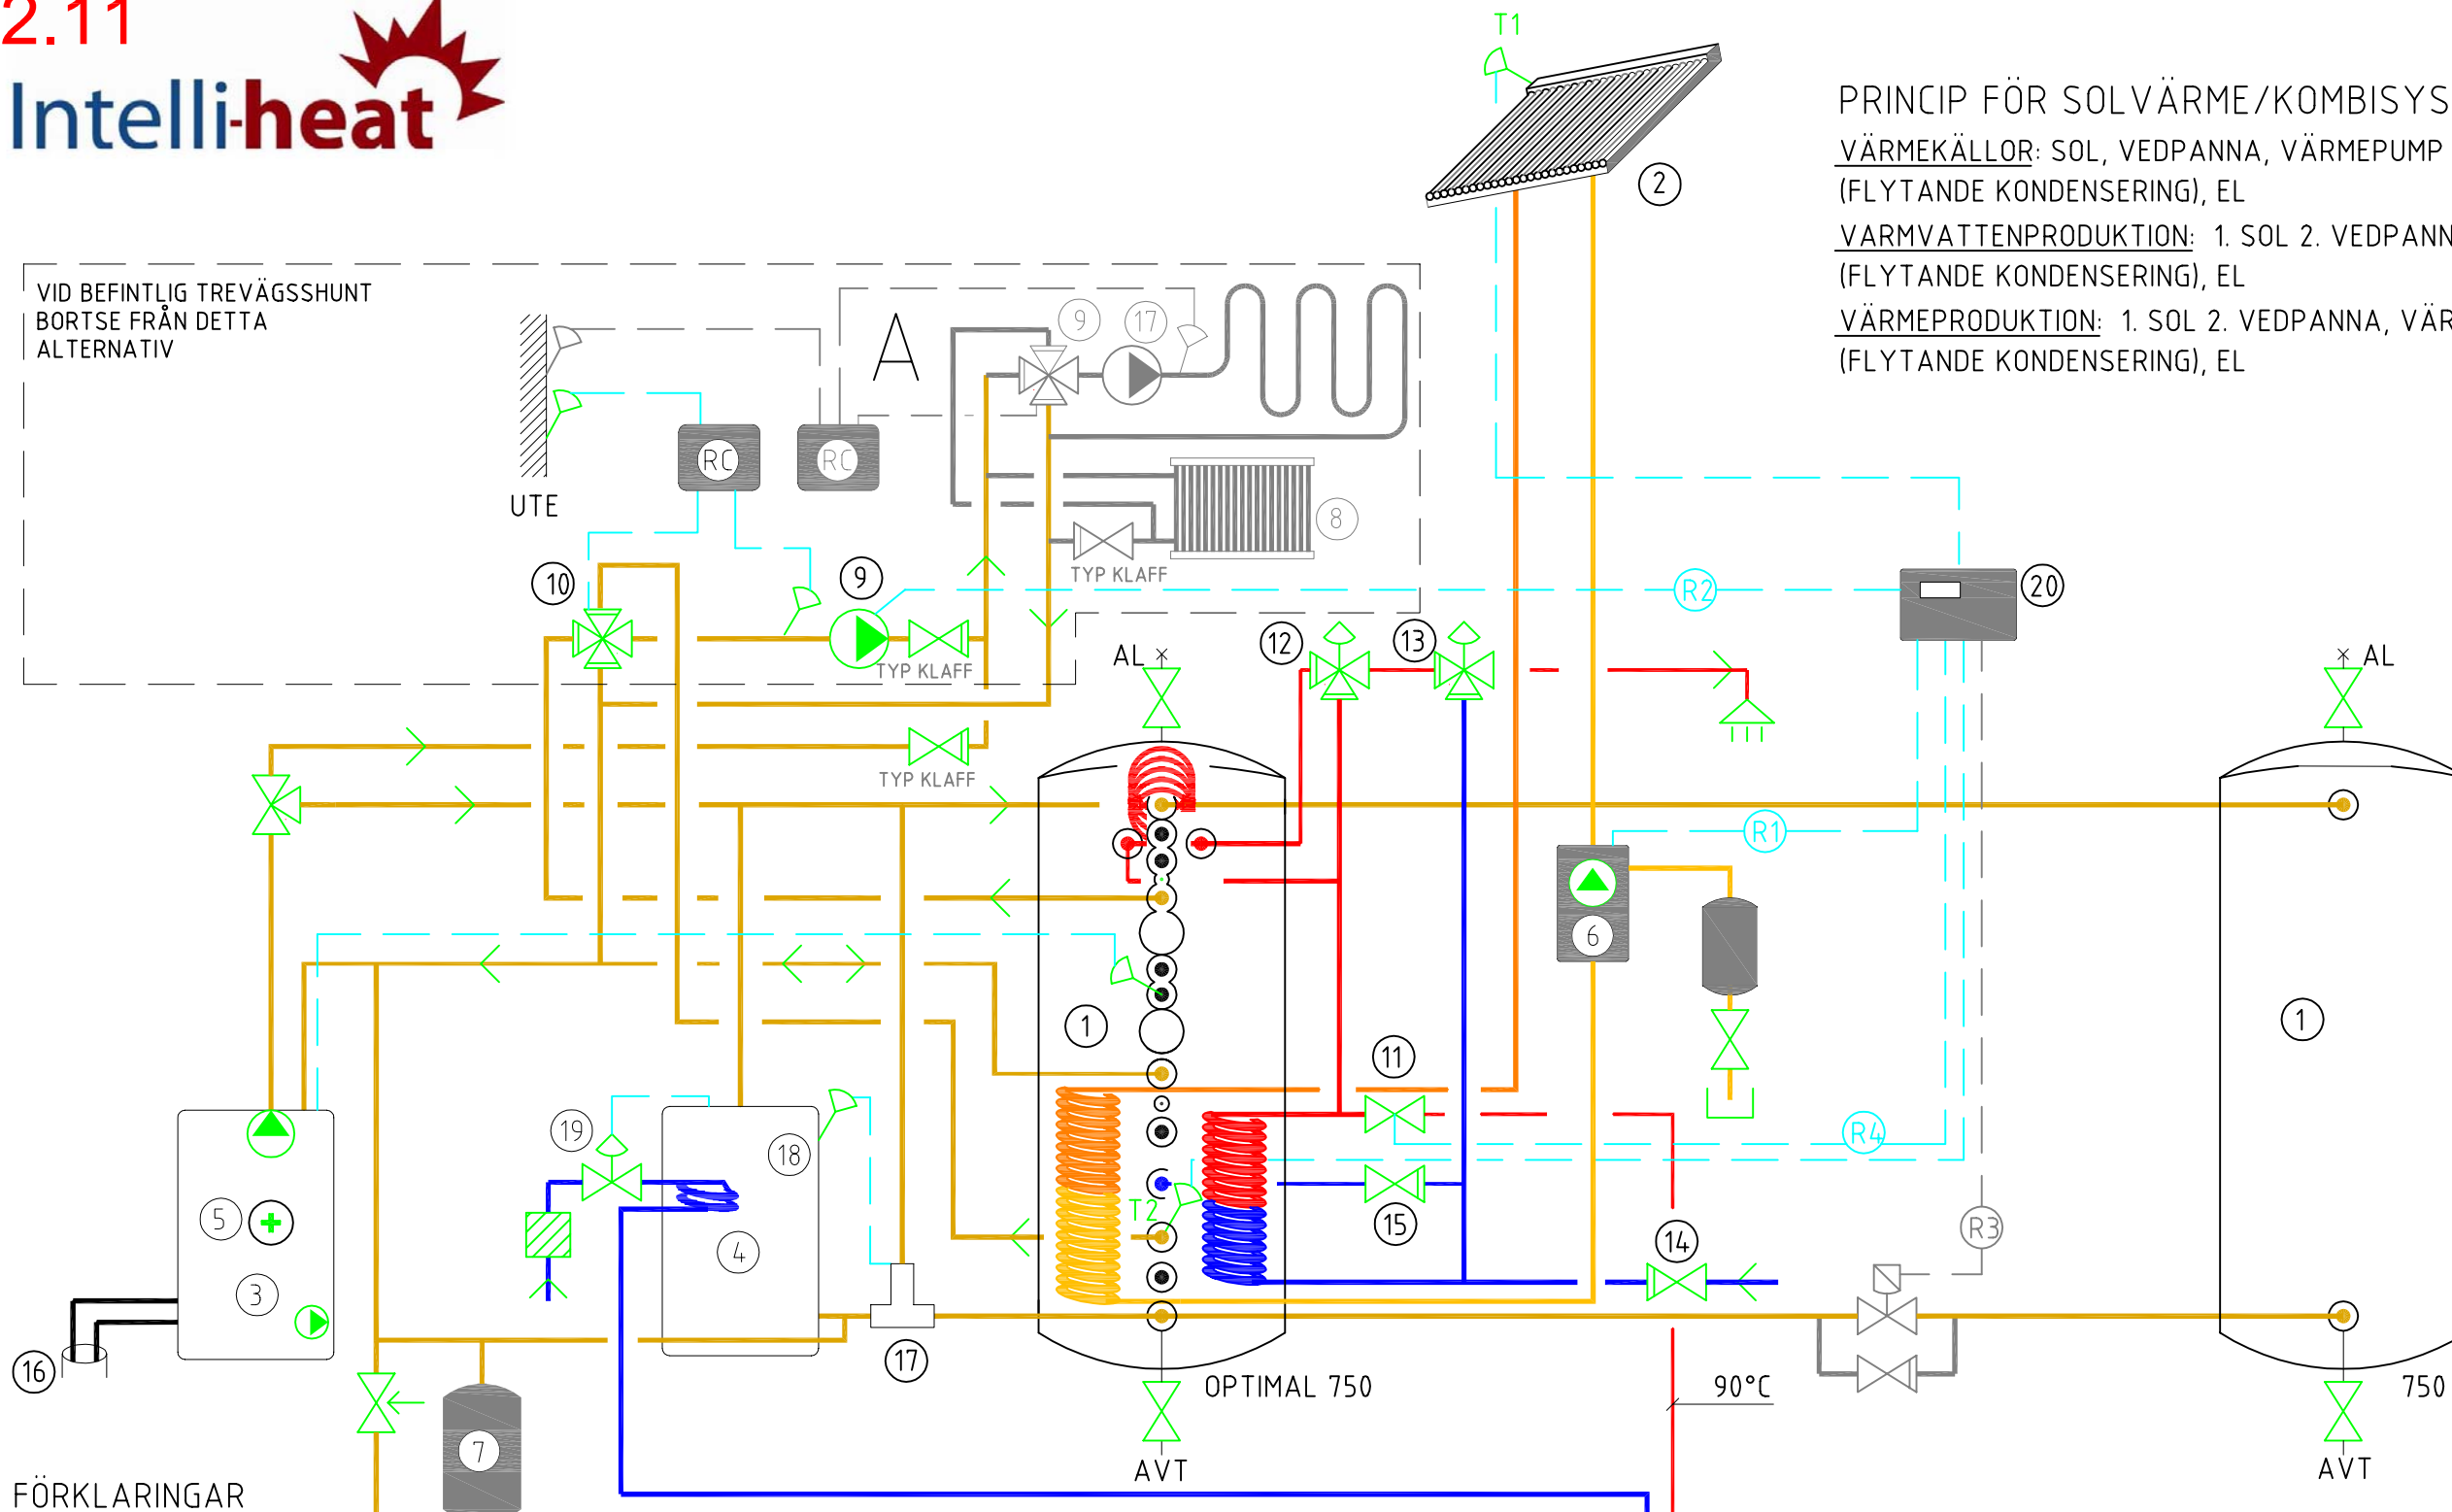 2.11
Intelli-heat
T1
PRINCIP FÖR SOLVÄRME/KOMBISYS
VÄRMEKÄLLOR: SOL, VEDPANNA, VÄRMEPUMP
(FLYTANDE KONDENSERING), EL
VARMVATTENPRODUKTION: 1. SOL 2. VEDPANN
(FLYTANDE KONDENSERING), EL
VÄRMEPRODUKTION: 1. SOL 2. VEDPANNA, VÄR
(FLYTANDE KONDENSERING), EL
2
VID BEFINTLIG TREVÄGSSHUNT
BORTSE FRÅN DETTA
ALTERNATIV
A
9
17
RC
RC
UTE
8
TYP KLAFF
10
9
R2
20
TYP KLAFF
12
13
AL
AL
TYP KLAFF
R1
6
1
1
11
19
18
R4
T2
5
4
15
14
R3
3
16
17
OPTIMAL 750
90°C
750
7
AVT
AVT
FÖRKLARINGAR